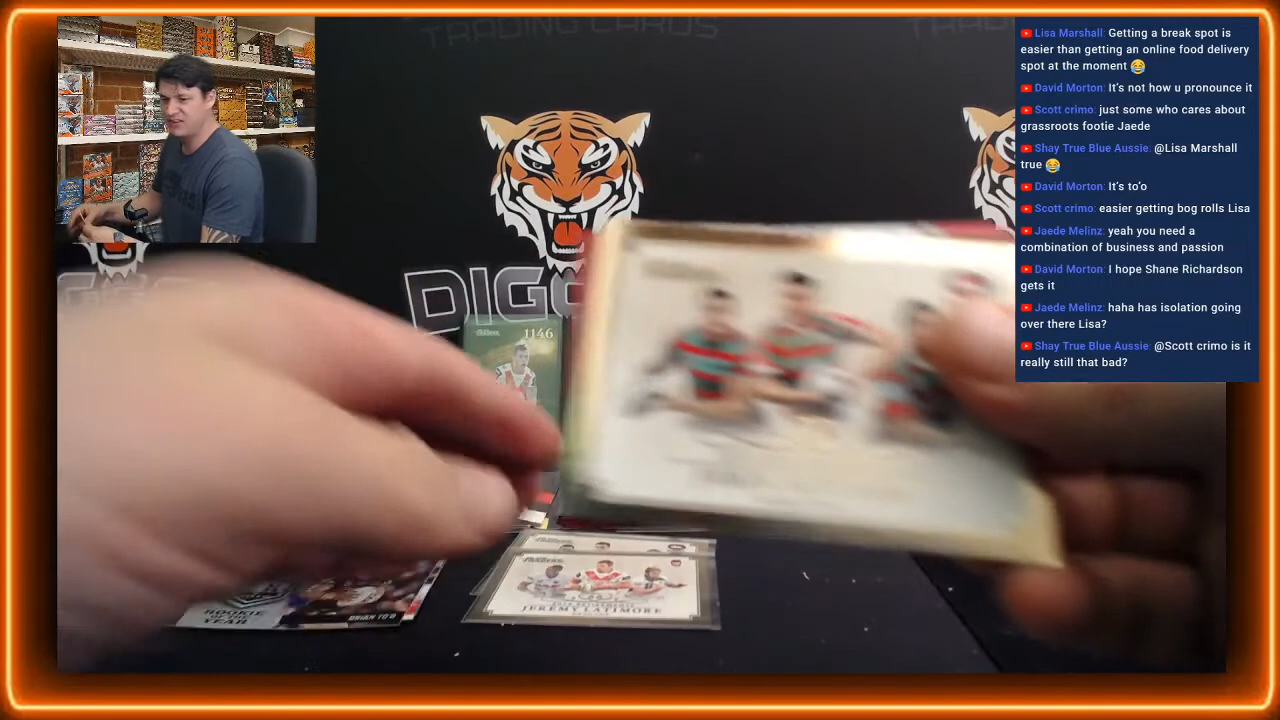 TRADING CARDS
TRAD
Lisa Marshall: Getting a break spot is
easier than getting an online food delivery
spot at the moment 😂
David Morton: It's not how u pronounce it
Scott crimo: just some who cares about
grassroots footie Jaede
Shay True Blue Aussie: @Lisa Marshall
true 😂
David Morton: It's to'o
Scott crimo: easier getting bog rolls Lisa
Jaede Melinz: yeah you need a
combination of business and passion
David Morton: I hope Shane Richardson
gets it
Jaede Melinz: haha has isolation going
over there Lisa?
Shay True Blue Aussie: @Scott crimo is it
really still that bad?
DIGG
1146
ROOKIE
OF THE
YEAR
BRIAN TO'O
JEREMY LATIMORE